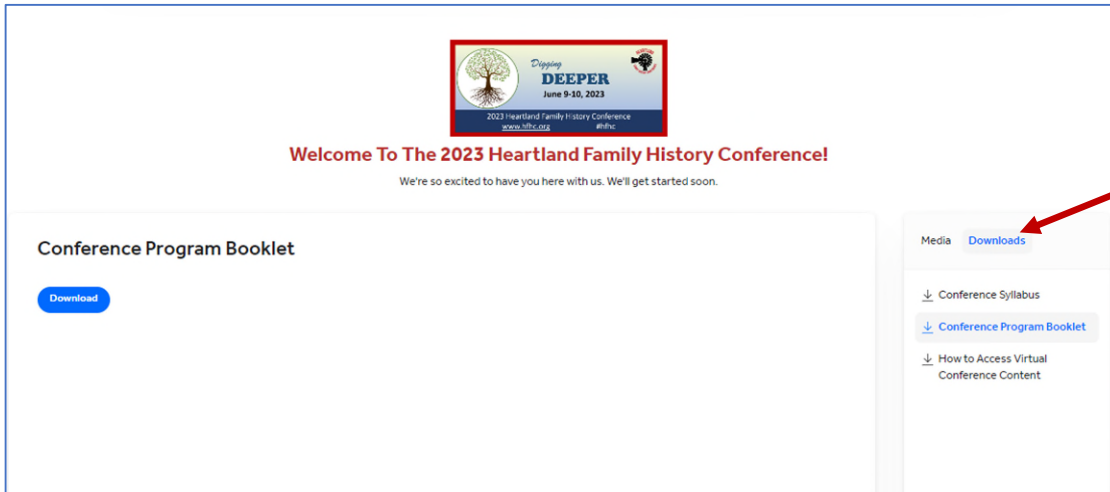 Digging
DEEPER
June 9-10, 2023
2023 Heartland Family History Conference
www.hfhc.org #hfhc
Welcome To The 2023 Heartland Family History Conference!
We're so excited to have you here with us. We'll get started soon.
Conference Program Booklet
Download
Media Downloads
Conference Syllabus
Conference Program Booklet
How to Access Virtual
Conference Content